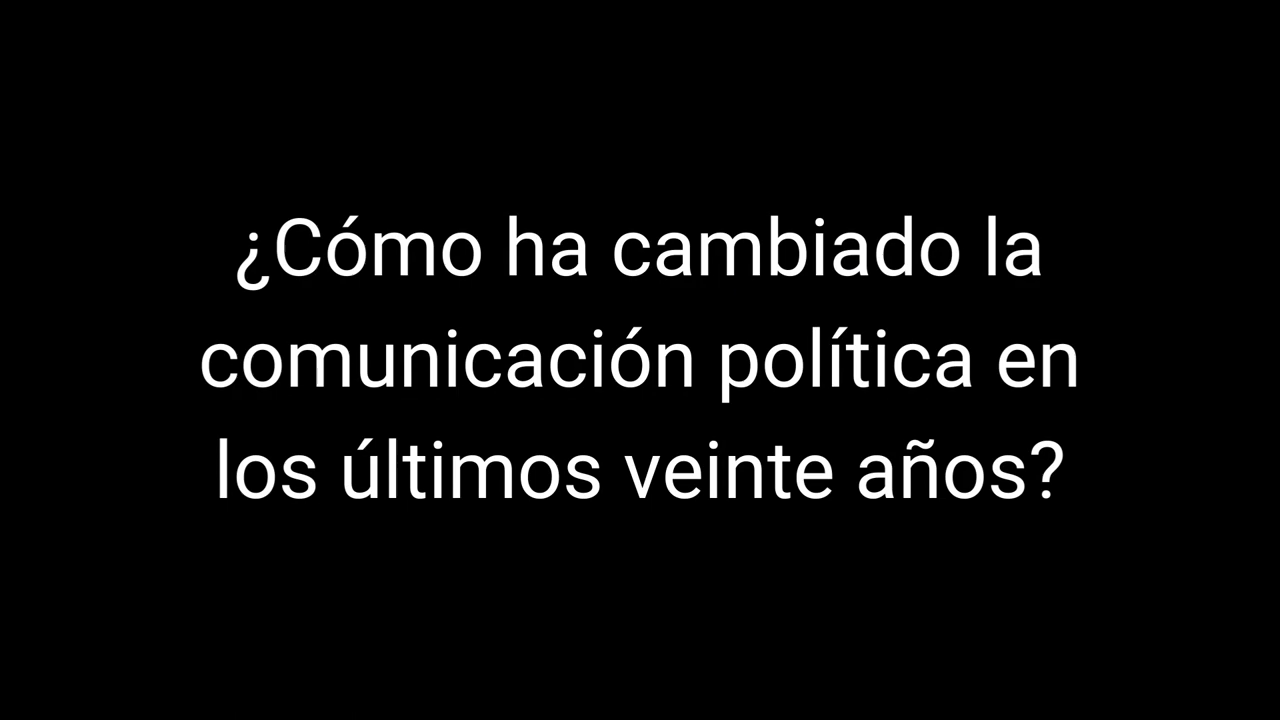 ¿Cómo ha cambiado la
comunicación política en
los últimos veinte años?